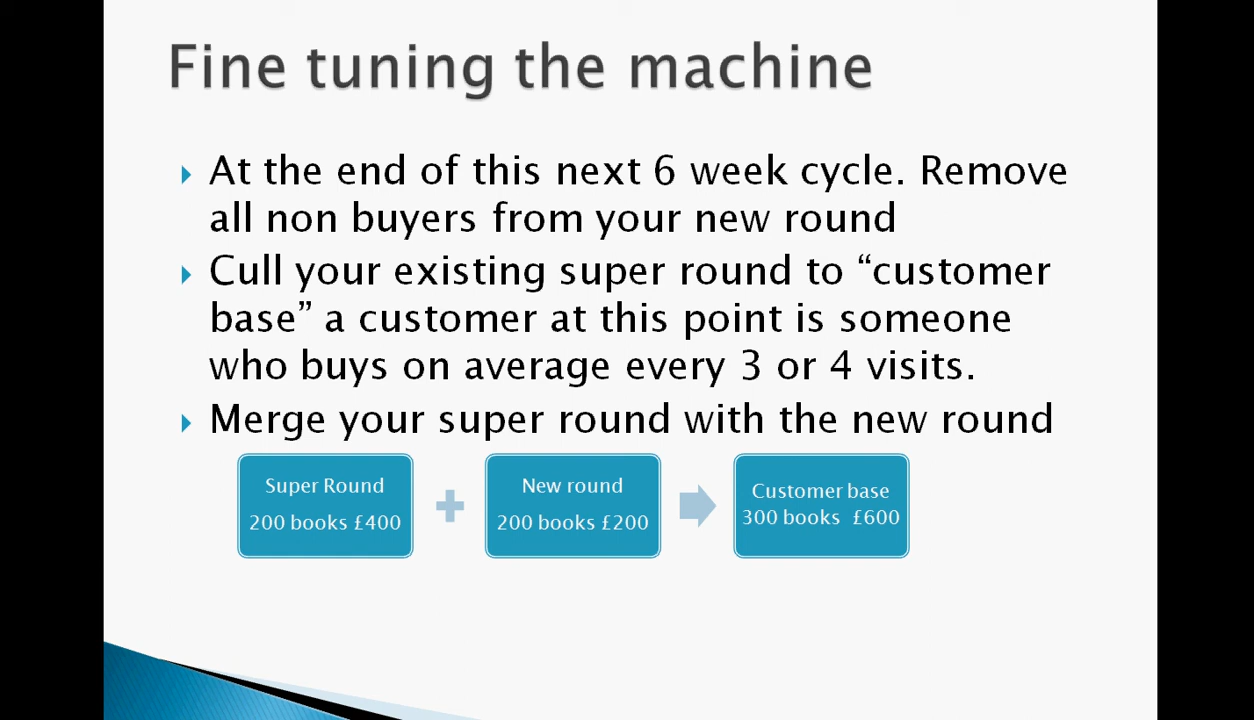 Fine tuning the machine
At the end of this next 6 week cycle. Remove
all non buyers from your new round
Cull your existing super round to “customer
base” a customer at this point is someone
who buys on average every 3 or 4 visits.
Merge your super round with the new round
Super Round
200 books £400
New round
200 books £200
Customer base
300 books £600